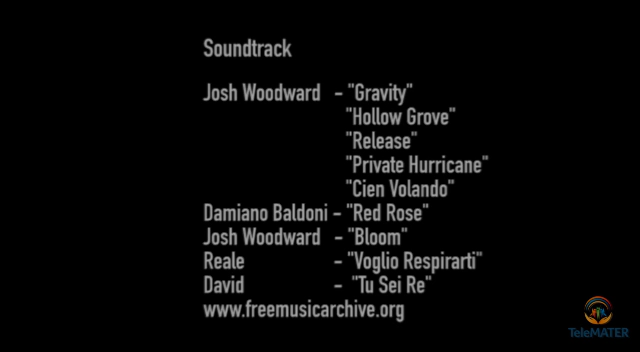 Soundtrack
Josh Woodward - "Gravity"
"Hollow Grove"
"Release"
"Private Hurricane"
"Cien Volando"
Damiano Baldoni - "Red Rose"
Josh Woodward - "Bloom"
Reale - "Voglio Respirarti"
David - "Tu Sei Re"
www.freemusicarchive.org
TeleMATER